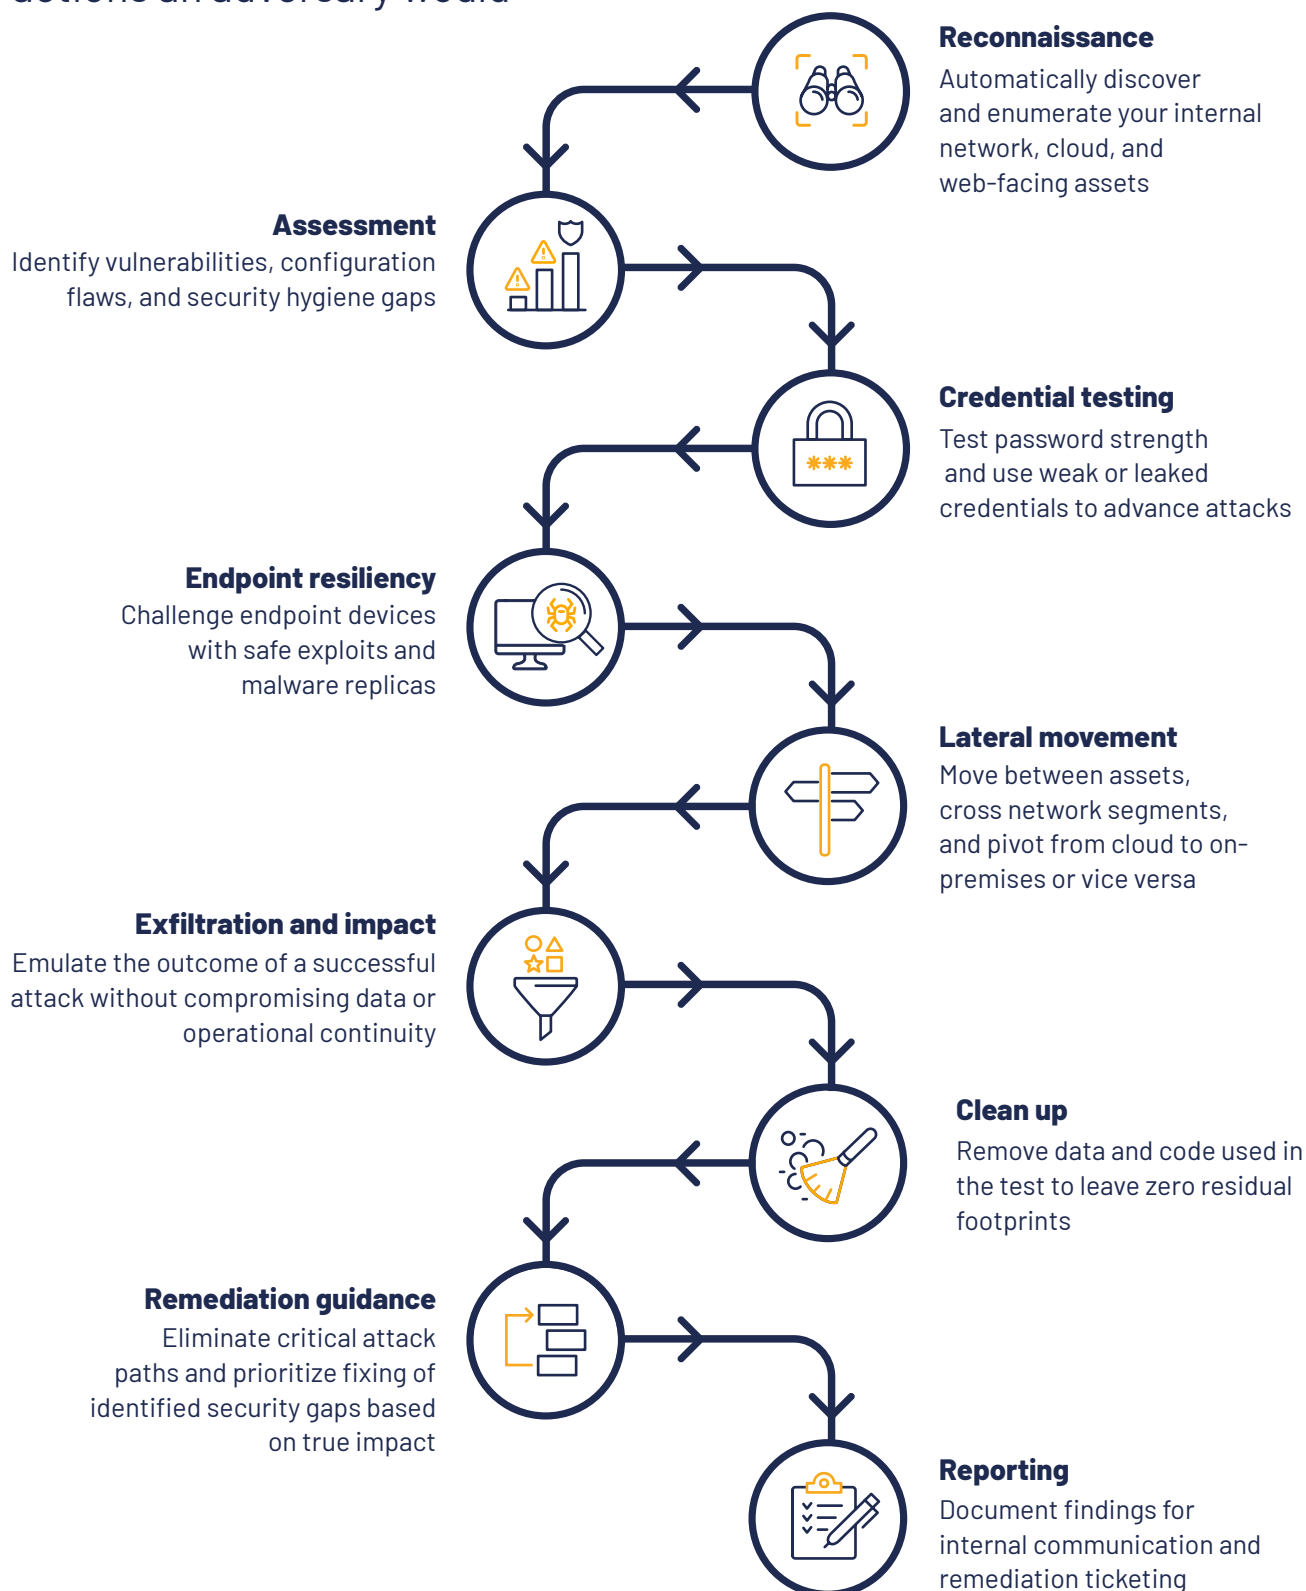 actions an adversary would
Reconnaissance
Automatically discover
and enumerate your internal
network, cloud, and
web-facing assets
Assessment
Identify vulnerabilities, configuration
flaws, and security hygiene gaps
Credential testing
Test password strength
and use weak or leaked
credentials to advance attacks
***
Endpoint resiliency
Challenge endpoint devices
with safe exploits and
malware replicas
Lateral movement
Move between assets,
cross network segments,
and pivot from cloud to on-
premises or vice versa
Exfiltration and impact
Emulate the outcome of a successful
attack without compromising data or
operational continuity
Clean up
Remove data and code used in
the test to leave zero residual
footprints
Remediation guidance
Eliminate critical attack
paths and prioritize fixing of
identified security gaps based
on true impact
Reporting
Document findings for
internal communication and
remediation ticketing